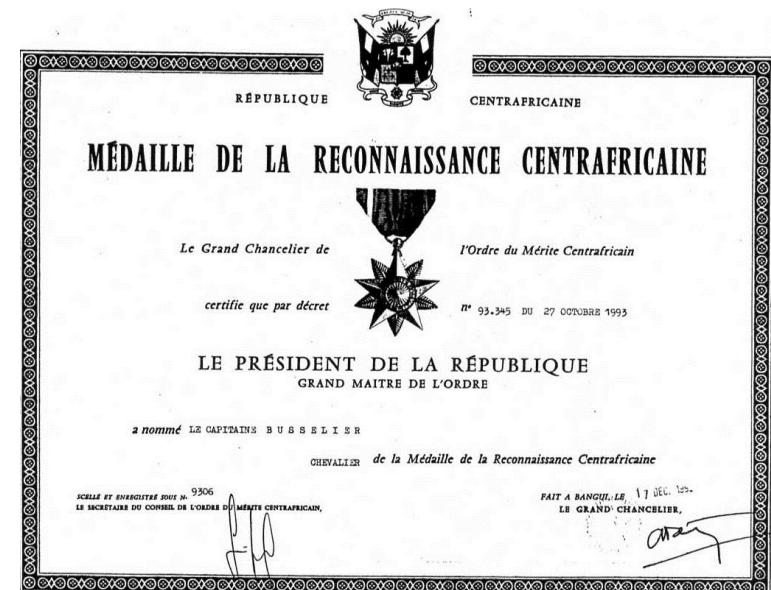 RÉPUBLIQUE CENTRAFRICAINE
MÉDAILLE DE LA RECONNAISSANCE CENTRAFRICAINE
Le Grand Chancelier de l'Ordre du Mérite Centrafricain
certifie que par décret n° 93.345 DU 27 OCTOBRE 1993
LE PRÉSIDENT DE LA RÉPUBLIQUE
GRAND MAITRE DE L'ORDRE
a nommé LE CAPITAINE B U S S E L I E R
CHEVALIER de la Médaille de la Reconnaissance Centrafricaine
SCELLÉ ET ENREGISTRÉ SOUS N. 9306
LE SECRÉTAIRE DU CONSEIL DE L'ORDRE DU MÉRITE CENTRAFRICAIN,
FAIT A BANGUI, LE 17 DEC.
LE GRAND CHANCELIER,